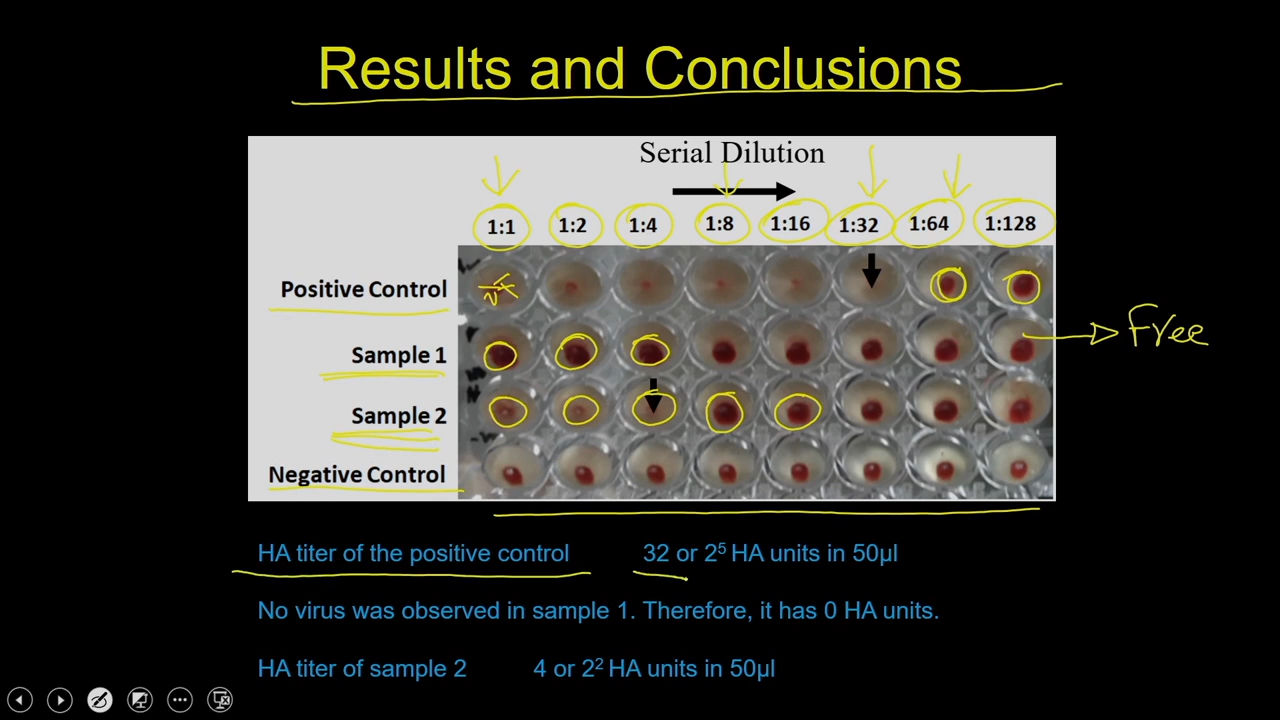 Results and Conclusions
Serial Dilution
1:1 1:2 1:4 1:8 1:16 1:32 1:64 1:128
Positive Control
Free
Sample 1
Sample 2
Negative Control
HA titer of the positive control 32 or 2⁵ HA units in 50µl
No virus was observed in sample 1. Therefore, it has 0 HA units.
HA titer of sample 2 4 or 2² HA units in 50µl